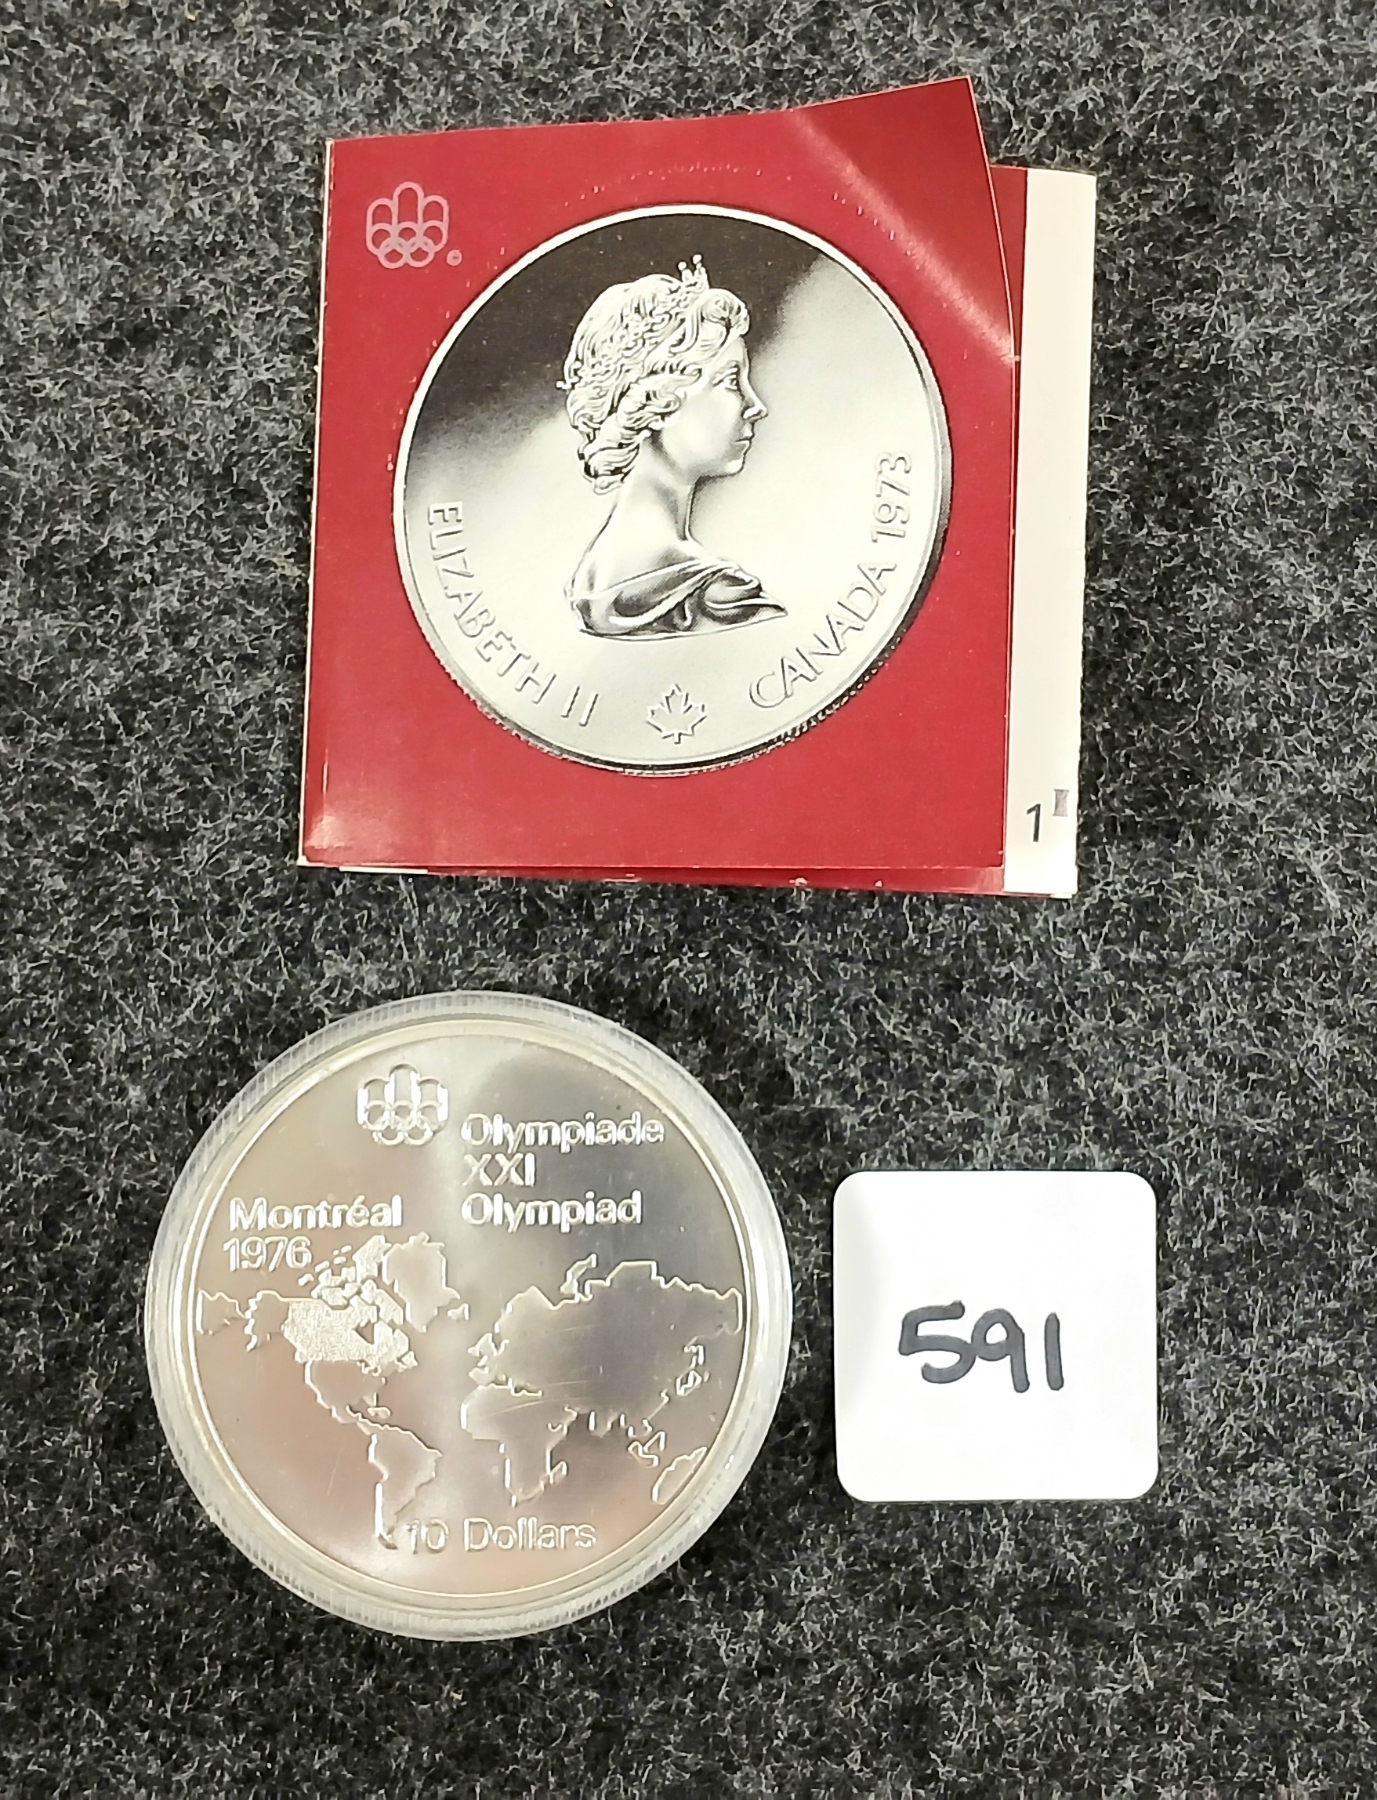 ©
ELIZABETH II
CANADA 1973
1
Olympiade
XXI
Olympiad
Montréal
1976
10 Dollars
591